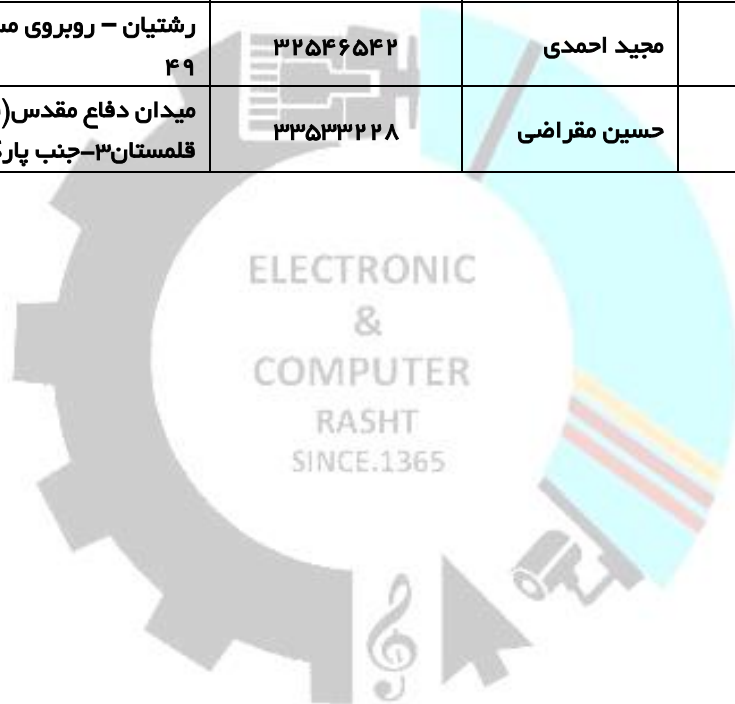 مجید احمدی
۳۲۵۴۶۵۴۲
رشتیان – روبروی
۴۹
حسین مقراضی
۳۳۵۳۳۲۲۸
میدان دفاع مقدس(
قلمستان۳-جنب
ELECTRONIC
&
COMPUTER
RASHT
SINCE.1365